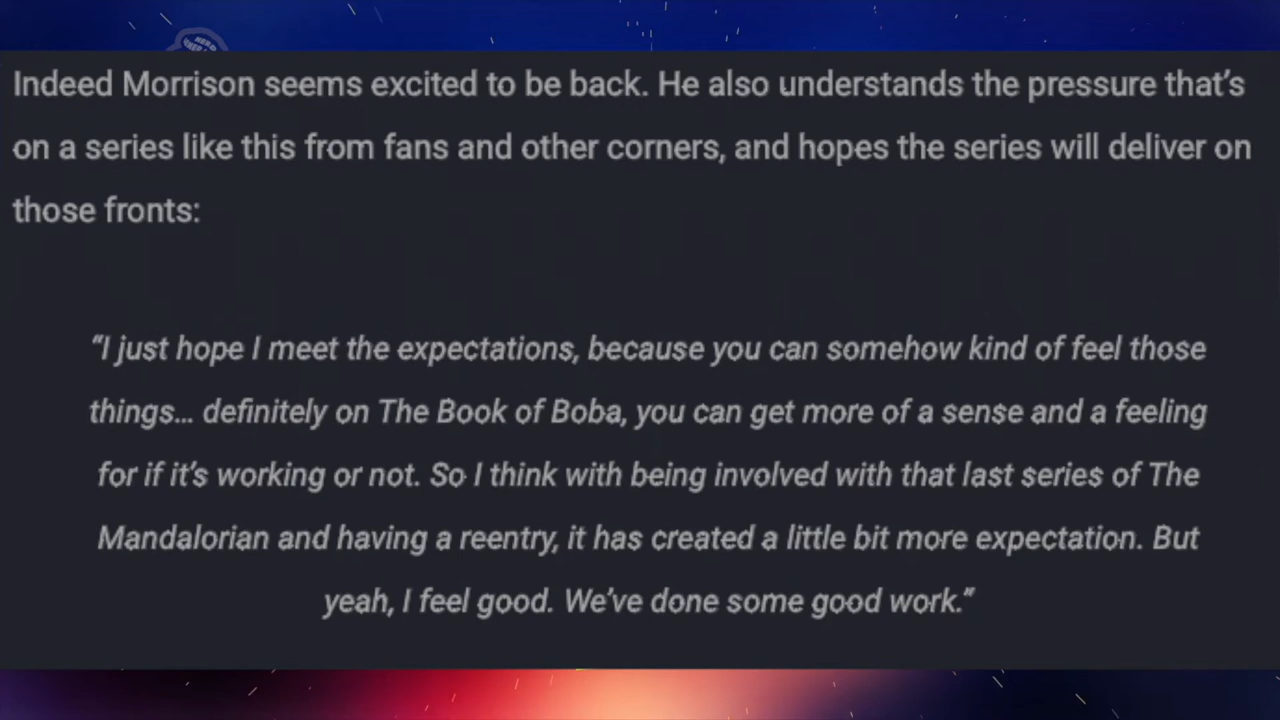 Indeed Morrison seems excited to be back. He also understands the pressure that's
on a series like this from fans and other corners, and hopes the series will deliver on
those fronts:
“I just hope I meet the expectations, because you can somehow kind of feel those
things... definitely on The Book of Boba, you can get more of a sense and a feeling
for if it's working or not. So I think with being involved with that last series of The
Mandalorian and having a reentry, it has created a little bit more expectation. But
yeah, I feel good. We've done some good work.”